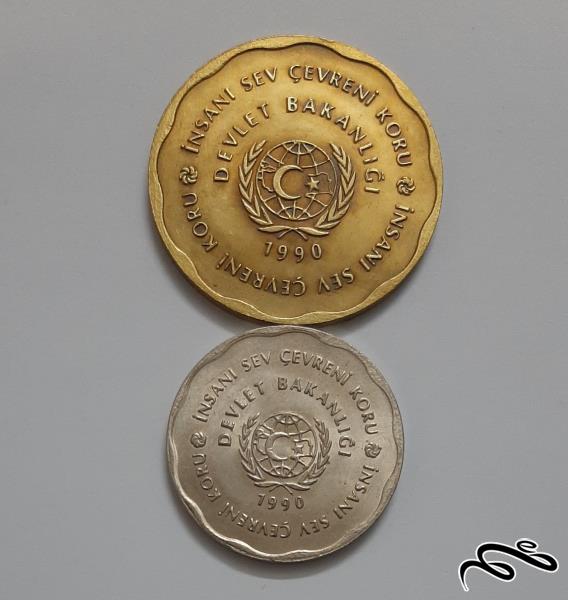 İNSANI SEV ÇEVRENİ KORU
İNSANI SEV ÇEVRENİ KORU
DEVLET BAKANLIĞI
1990
İNSANI SEV ÇEVRENİ KORU
İNSANI SEV ÇEVRENİ KORU
DEVLET BAKANLIĞI
1990